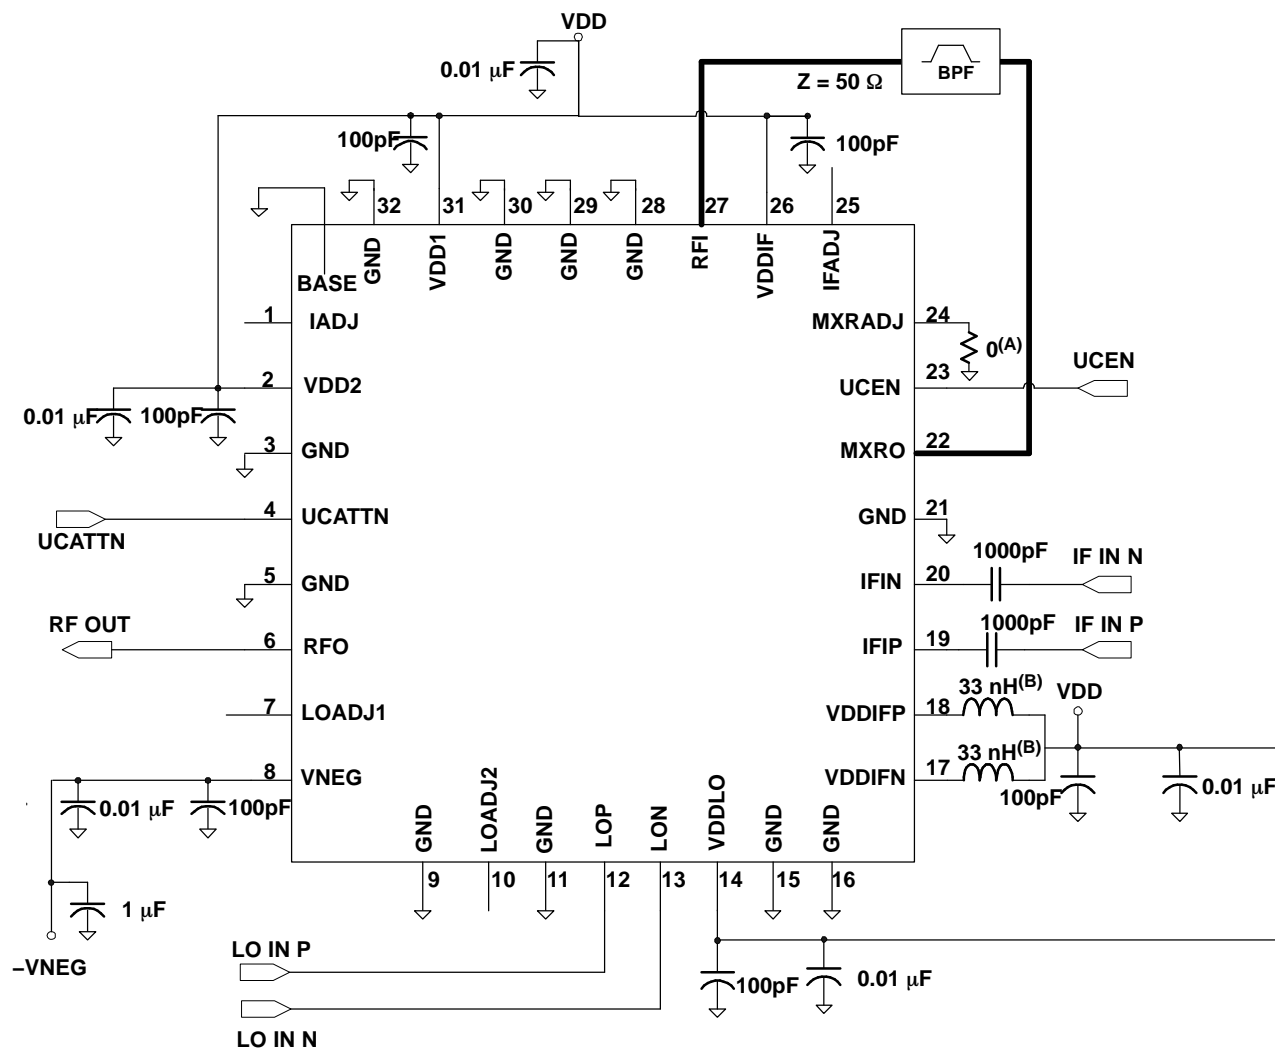 VDD
0.01 μF
Z = 50 Ω
BPF
100pF
100pF
32 31 30 29 28 27 26 25
GND VDD1 GND GND GND RFI VDDIF IFADJ
BASE
1 IADJ
MXRADJ 24
0(A)
UCEN
2 VDD2
UCEN 23
0.01 μF 100pF
3 GND
MXRO 22
4 UCATTN
UCATTN
GND 21
1000pF IF IN N
5 GND
IFIN 20
RF OUT
1000pF IF IN P
6 RFO
IFIP 19
33 nH(B) VDD
7 LOADJ1
VDDIFP 18
33 nH(B)
8 VNEG
VDDIFN 17
0.01 μF 100pF
100pF 0.01 μF
GND LOADJ2 GND LOP LON VDDLO GND GND
9 10 11 12 13 14 15 16
1 μF
–VNEG
LO IN P
100pF 0.01 μF
LO IN N